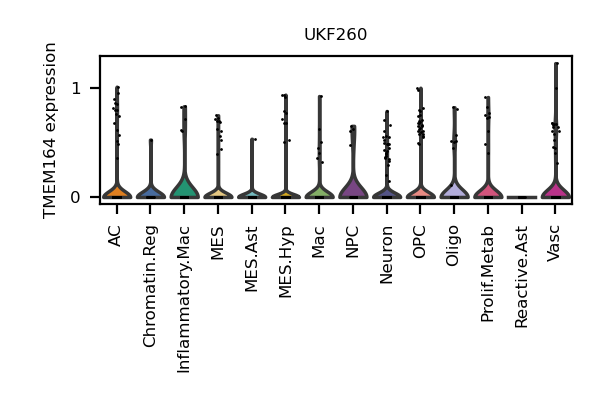 UKF260
TMEM164 expression
1
0
AC
Chromatin.Reg
Inflammatory.Mac
MES
MES.Ast
MES.Hyp
Mac
NPC
Neuron
OPC
Oligo
Prolif.Metab
Reactive.Ast
Vasc